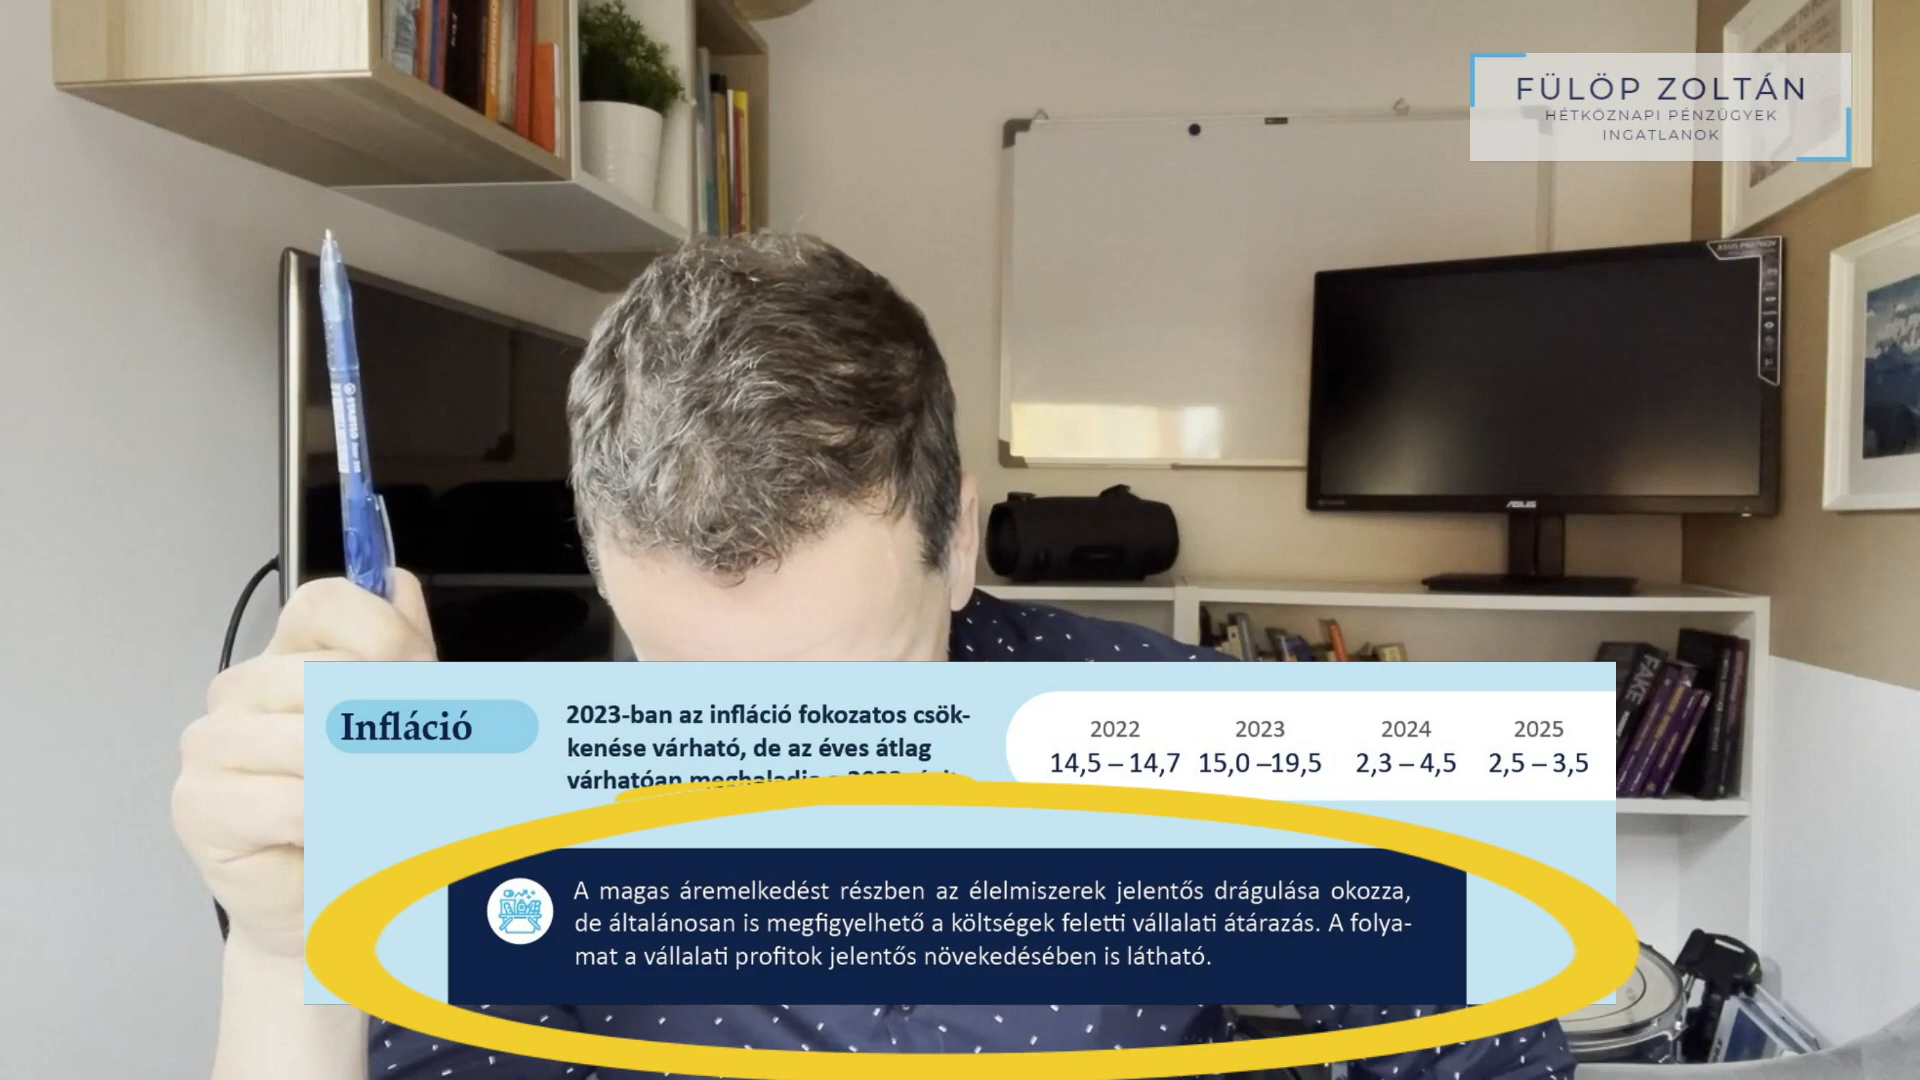 FÜLÖP ZOLTÁN
HÉTKÖZNAPI PÉNZÜGYEK
INGATLANOK
ASUS
FAKE
Infláció
2023-ban az infláció fokozatos csök-
kenése várható, de az éves átlag
várhatóan meghaladja a
2022 2023 2024 2025
14,5 – 14,7 15,0 –19,5 2,3 – 4,5 2,5 – 3,5
A magas áremelkedést részben az élelmiszerek jelentős drágulása okozza,
de általánosan is megfigyelhető a költségek feletti vállalati átárazás. A folya-
mat a vállalati profitok jelentős növekedésében is látható.